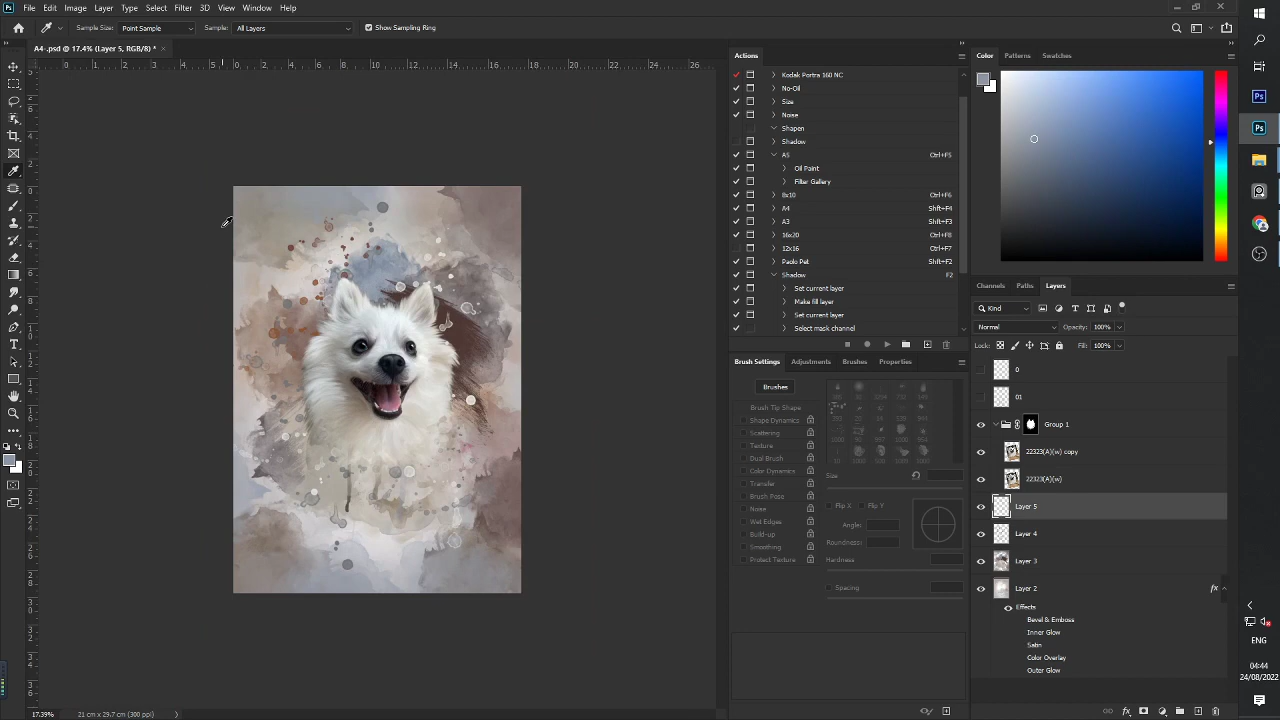 File Edit Image Layer Type Select Filter 3D View Window Help
Sample Size: Point Sample Sample: All Layers Show Sampling Ring
A4-.psd @ 17.4% (Layer 5, RGB/8) *
Actions
Kodak Portra 160 NC
No-Oil
Size
Noise
Shapen
Shadow
A5 Ctrl+F5
Oil Paint
Filter Gallery
8x10 Ctrl+F6
A4 Shift+F4
A3 Shift+F3
16x20 Ctrl+F8
12x16 Ctrl+F7
Paolo Pet Shift+F2
Shadow F2
Set current layer
Make fill layer
Set current layer
Select mask channel
Brush Settings Adjustments Brushes Properties
Brushes
Brush Tip Shape
Shape Dynamics
Scattering
Texture
Dual Brush
Color Dynamics
Transfer
Brush Pose
Noise
Wet Edges
Build-up
Smoothing
Protect Texture
Size
Flip X Flip Y
Angle:
Roundness:
Hardness
Spacing
Color Patterns Swatches
Channels Paths Layers
Kind
Normal Opacity: 100%
Lock: Fill: 100%
0
01
Group 1
22323(A)(w) copy
22323(A)(w)
Layer 5
Layer 4
Layer 3
Layer 2 fx
Effects
Bevel & Emboss
Inner Glow
Satin
Color Overlay
Outer Glow
17.39% 21 cm x 29.7 cm (300 ppi)
ENG
04:44
24/08/2022